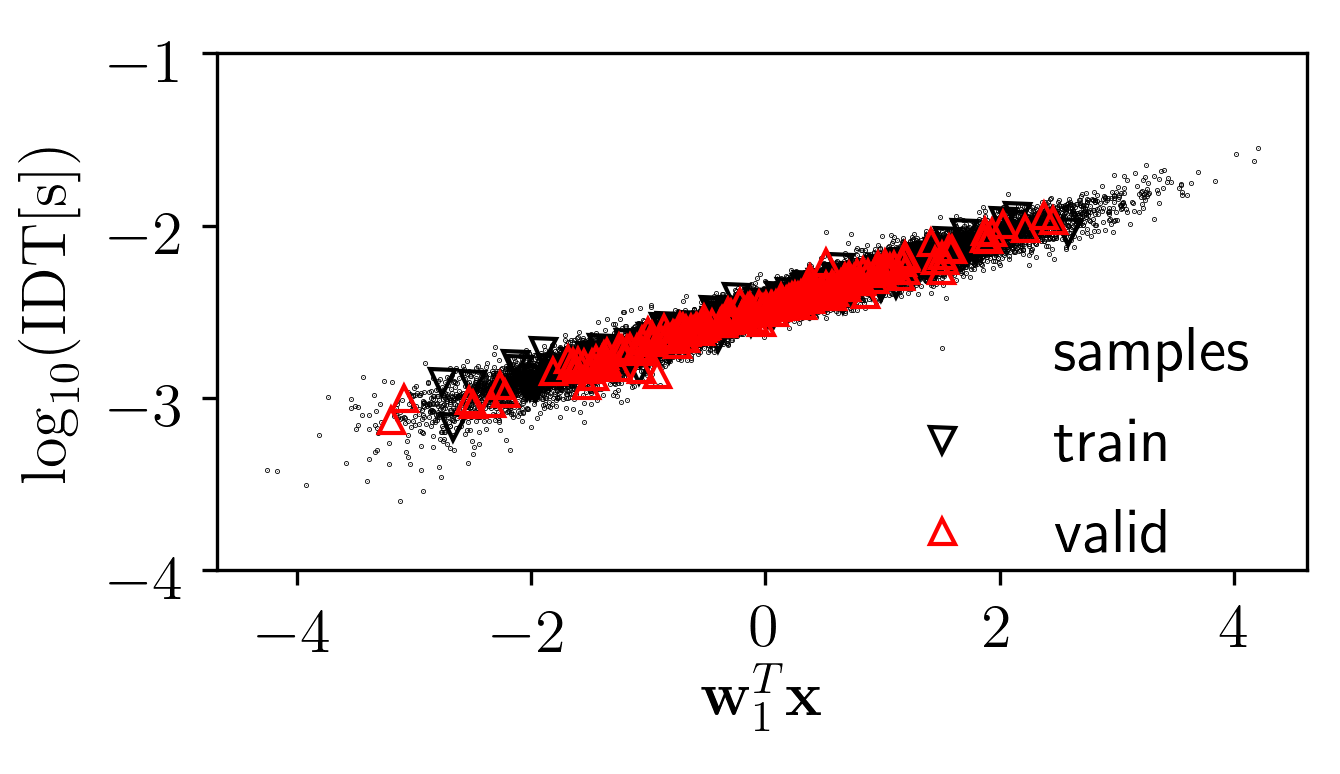 −1
−2
−3
−4
log₁₀(IDT[s])
samples
train
valid
−4 −2 0 2 4
𝐰₁ᵀ𝐱